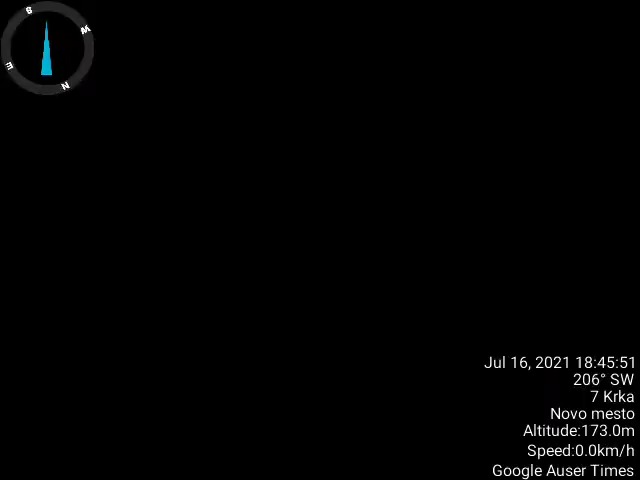 S
W
E
N
Jul 16, 2021 18:45:51
206° SW
7 Krka
Novo mesto
Altitude:173.0m
Speed:0.0km/h
Google Auser Times